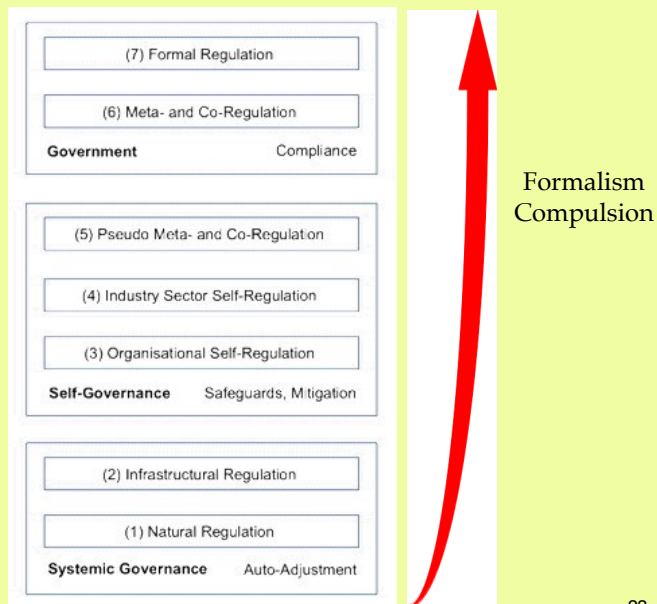 (7) Formal Regulation
(6) Meta- and Co-Regulation
Government Compliance
(5) Pseudo Meta- and Co-Regulation
(4) Industry Sector Self-Regulation
(3) Organisational Self-Regulation
Self-Governance Safeguards, Mitigation
(2) Infrastructural Regulation
(1) Natural Regulation
Systemic Governance Auto-Adjustment
Formalism
Compulsion